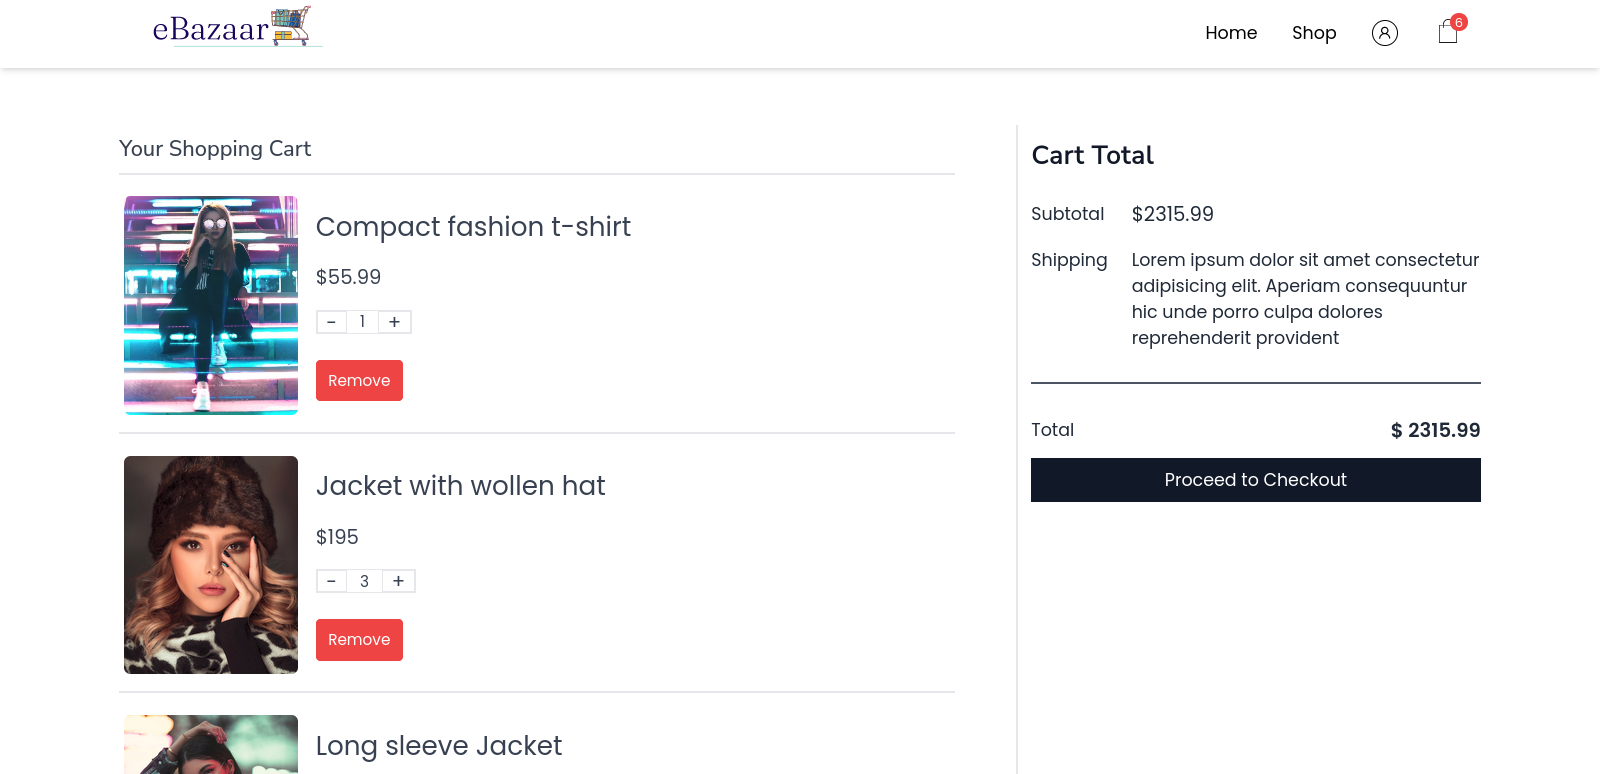 eBazaar
Home
Shop
6
Your Shopping Cart
Compact fashion t-shirt
$55.99
- 1 +
Remove
Jacket with wollen hat
$195
- 3 +
Remove
Long sleeve Jacket
Cart Total
Subtotal $2315.99
Shipping Lorem ipsum dolor sit amet consectetur
adipisicing elit. Aperiam consequuntur
hic unde porro culpa dolores
reprehenderit provident
Total $ 2315.99
Proceed to Checkout